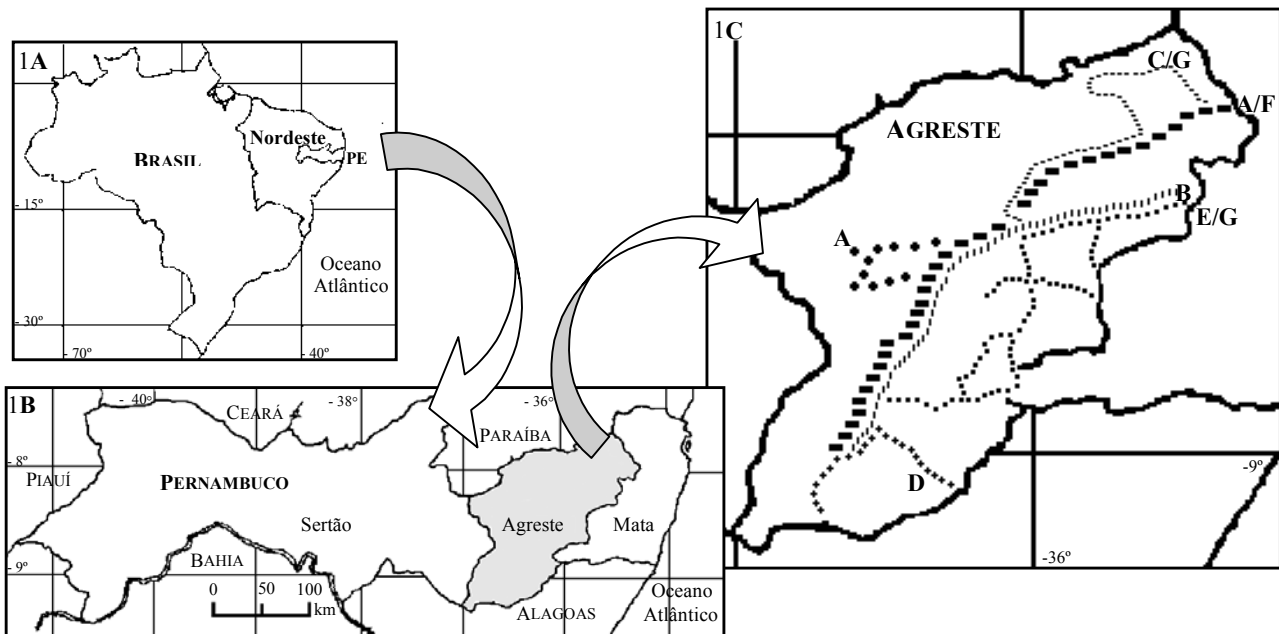 1A
Nordeste
BRASIL
PE
- 15º
Oceano
Atlântico
- 30º
- 70º
- 40º
1B
- 40º
- 38º
- 36º
CEARÁ
PARAÍBA
- 8º
PIAUÍ
PERNAMBUCO
Sertão
Agreste
Mata
BAHIA
- 9º
0 50 100
km
ALAGOAS
Oceano
Atlântico
1C
C/G
A/F
AGRESTE
B
E/G
A
D
-9º
-36º